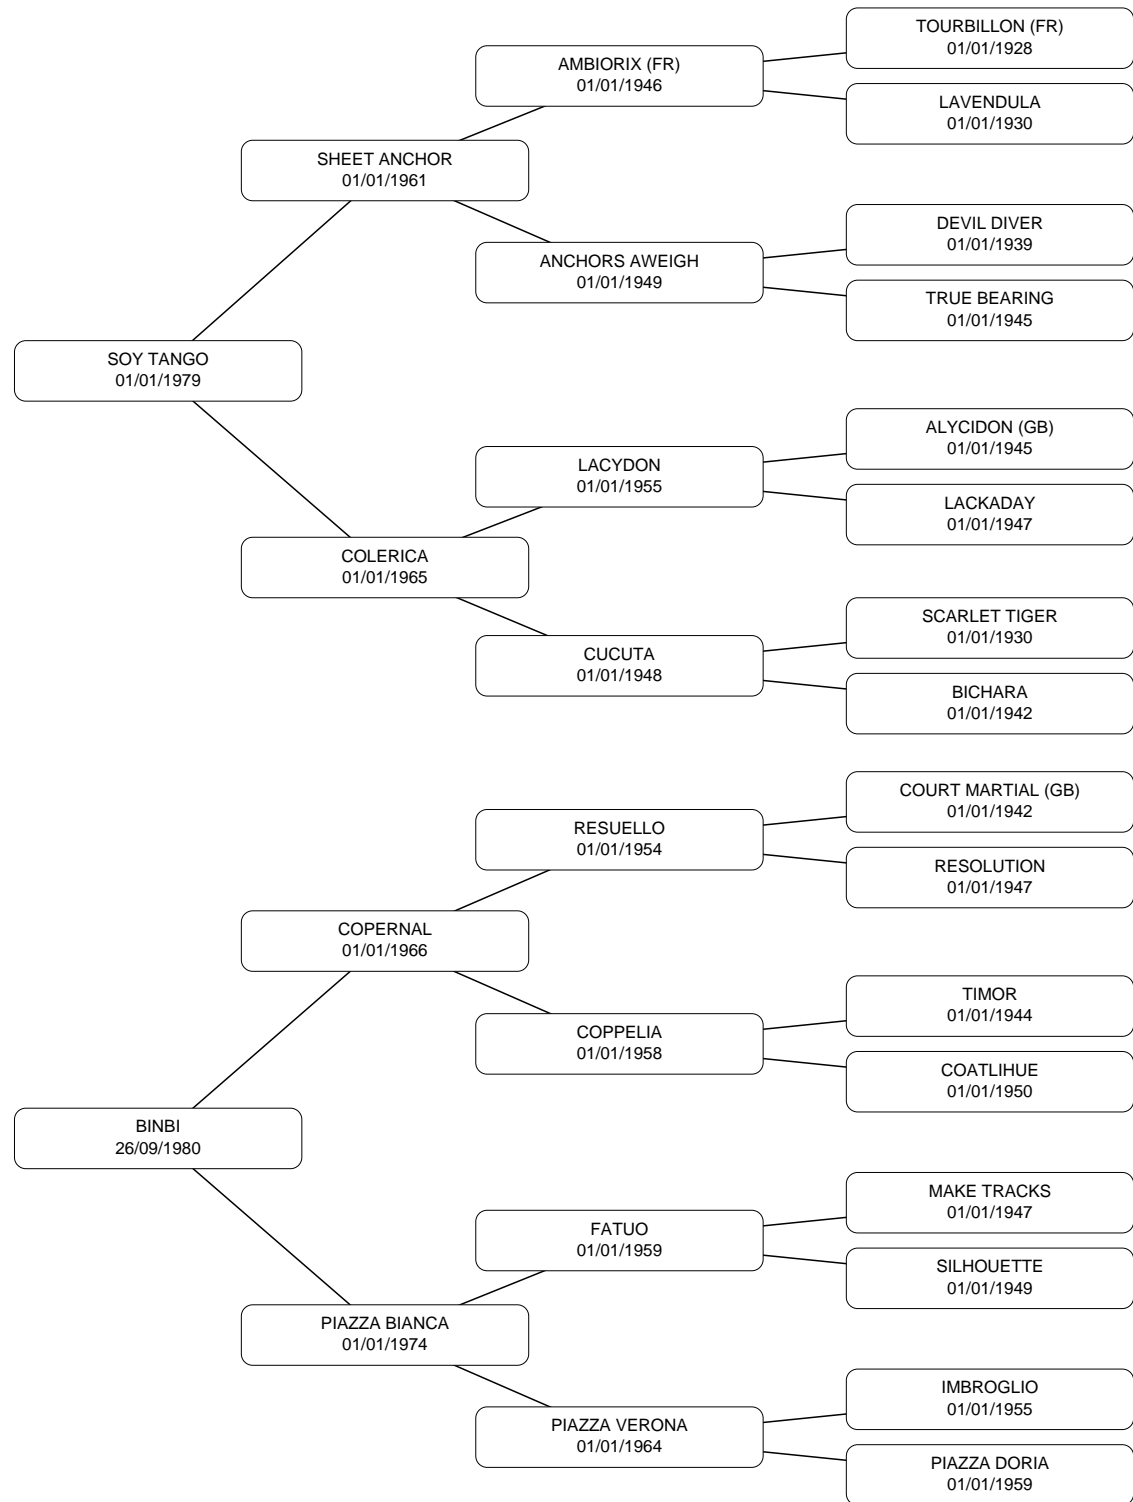 TOURBILLON (FR)
01/01/1928
AMBIORIX (FR)
01/01/1946
LAVENDULA
01/01/1930
SHEET ANCHOR
01/01/1961
DEVIL DIVER
01/01/1939
ANCHORS AWEIGH
01/01/1949
TRUE BEARING
01/01/1945
SOY TANGO
01/01/1979
ALYCIDON (GB)
01/01/1945
LACYDON
01/01/1955
LACKADAY
01/01/1947
COLERICA
01/01/1965
SCARLET TIGER
01/01/1930
CUCUTA
01/01/1948
BICHARA
01/01/1942
COURT MARTIAL (GB)
01/01/1942
RESUELLO
01/01/1954
RESOLUTION
01/01/1947
COPERNAL
01/01/1966
TIMOR
01/01/1944
COPPELIA
01/01/1958
COATLIHUE
01/01/1950
BINBI
26/09/1980
MAKE TRACKS
01/01/1947
FATUO
01/01/1959
SILHOUETTE
01/01/1949
PIAZZA BIANCA
01/01/1974
IMBROGLIO
01/01/1955
PIAZZA VERONA
01/01/1964
PIAZZA DORIA
01/01/1959